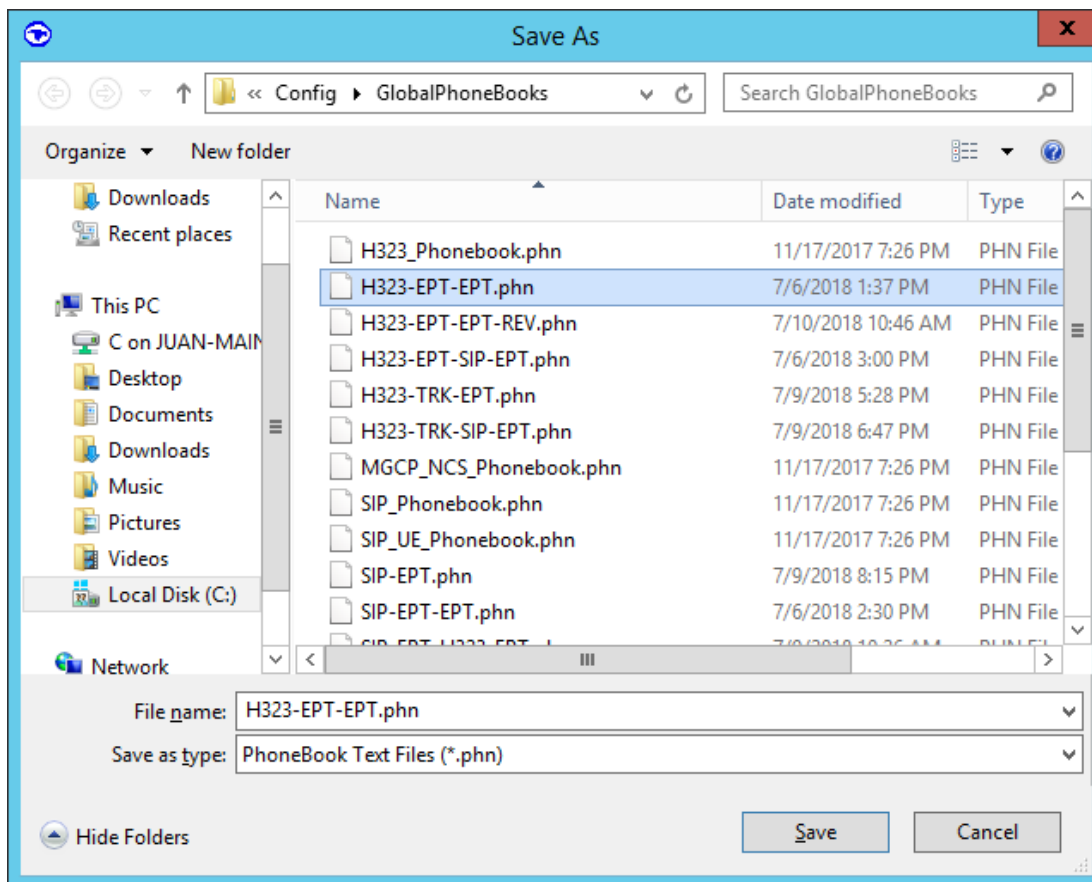 Save As
x
« Config GlobalPhoneBooks
Search GlobalPhoneBooks
Organize New folder
Downloads
Recent places
This PC
C on JUAN-MAIN
Desktop
Documents
Downloads
Music
Pictures
Videos
Local Disk (C:)
Network
Name Date modified Type
H323_Phonebook.phn 11/17/2017 7:26 PM PHN File
H323-EPT-EPT.phn 7/6/2018 1:37 PM PHN File
H323-EPT-EPT-REV.phn 7/10/2018 10:46 AM PHN File
H323-EPT-SIP-EPT.phn 7/6/2018 3:00 PM PHN File
H323-TRK-EPT.phn 7/9/2018 5:28 PM PHN File
H323-TRK-SIP-EPT.phn 7/9/2018 6:47 PM PHN File
MGCP_NCS_Phonebook.phn 11/17/2017 7:26 PM PHN File
SIP_Phonebook.phn 11/17/2017 7:26 PM PHN File
SIP_UE_Phonebook.phn 11/17/2017 7:26 PM PHN File
SIP-EPT.phn 7/9/2018 8:15 PM PHN File
SIP-EPT-EPT.phn 7/6/2018 2:30 PM PHN File
File name: H323-EPT-EPT.phn
Save as type: PhoneBook Text Files (*.phn)
Hide Folders
Save
Cancel